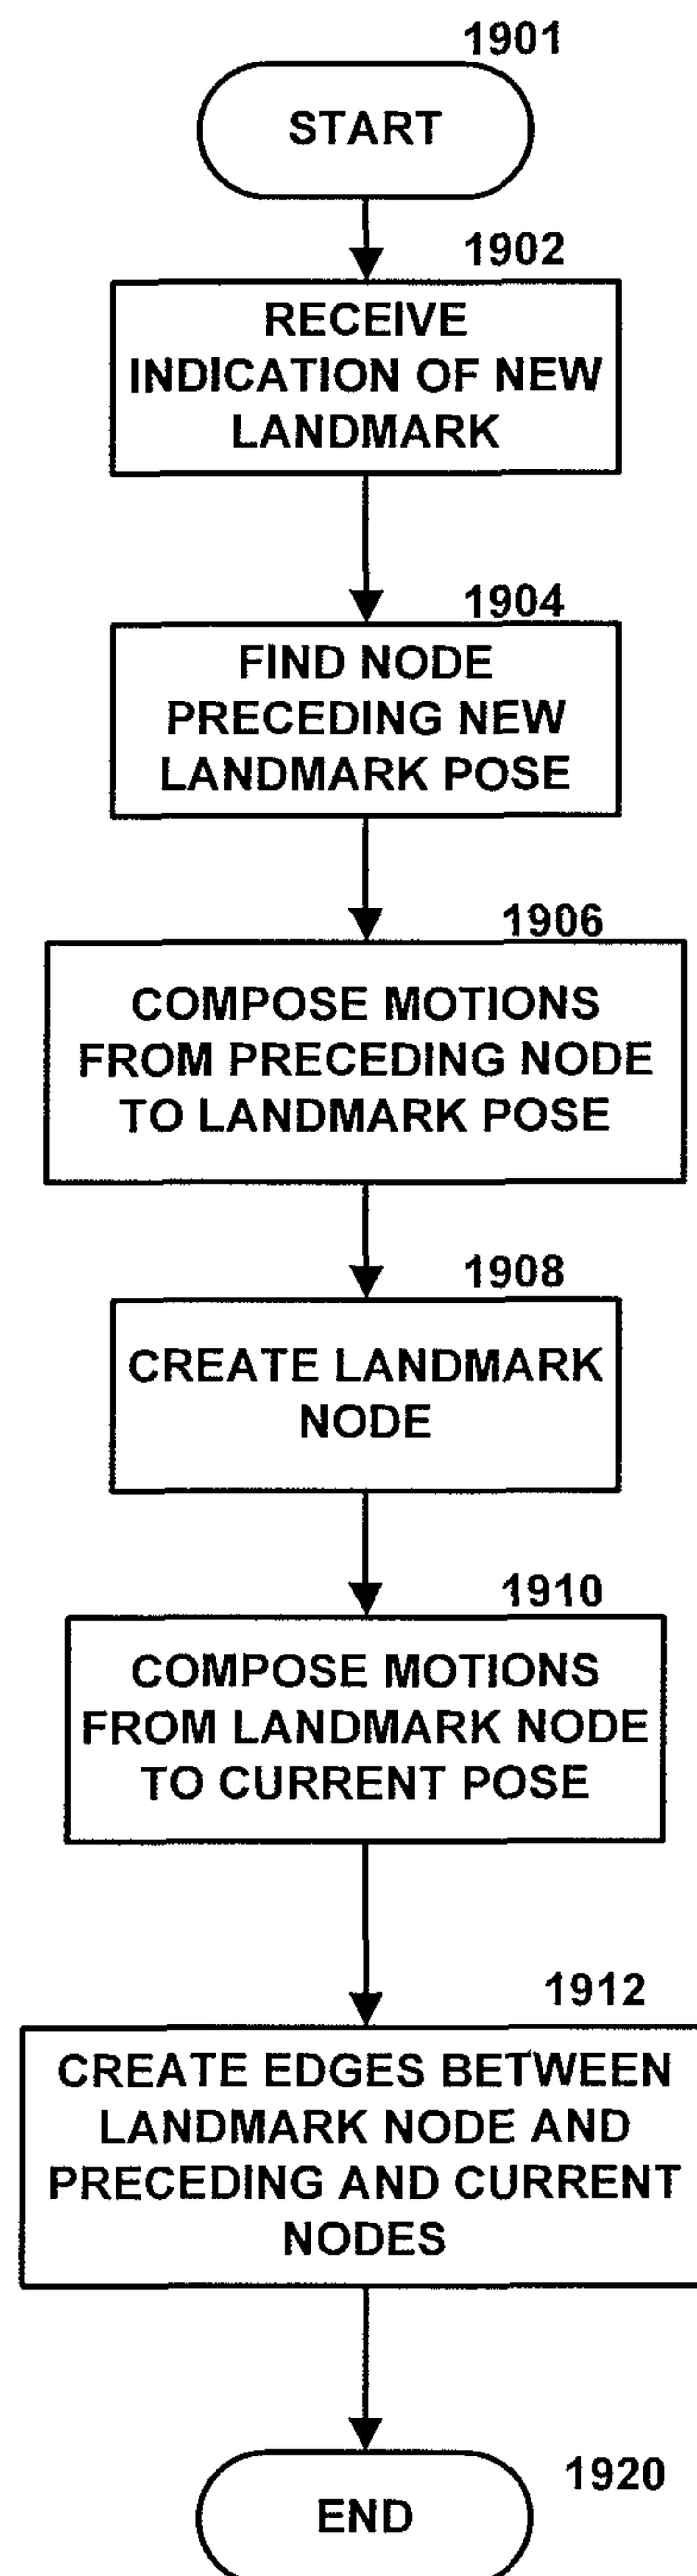 1901
START
1902
RECEIVE
INDICATION OF NEW
LANDMARK
1904
FIND NODE
PRECEDING NEW
LANDMARK POSE
1906
COMPOSE MOTIONS
FROM PRECEDING NODE
TO LANDMARK POSE
1908
CREATE LANDMARK
NODE
1910
COMPOSE MOTIONS
FROM LANDMARK NODE
TO CURRENT POSE
1912
CREATE EDGES BETWEEN
LANDMARK NODE AND
PRECEDING AND CURRENT
NODES
1920
END